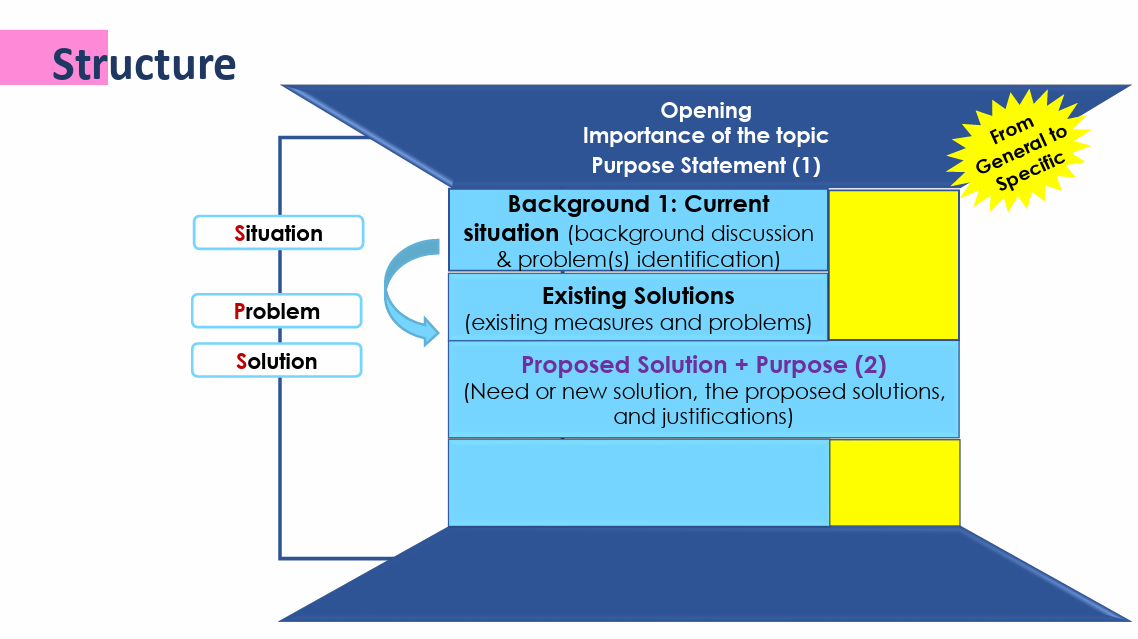 Structure
Opening
Importance of the topic
Purpose Statement (1)
From
General to
Specific
Background 1: Current
situation (background discussion
& problem(s) identification)
Situation
Existing Solutions
(existing measures and problems)
Problem
Solution
Proposed Solution + Purpose (2)
(Need or new solution, the proposed solutions,
and justifications)